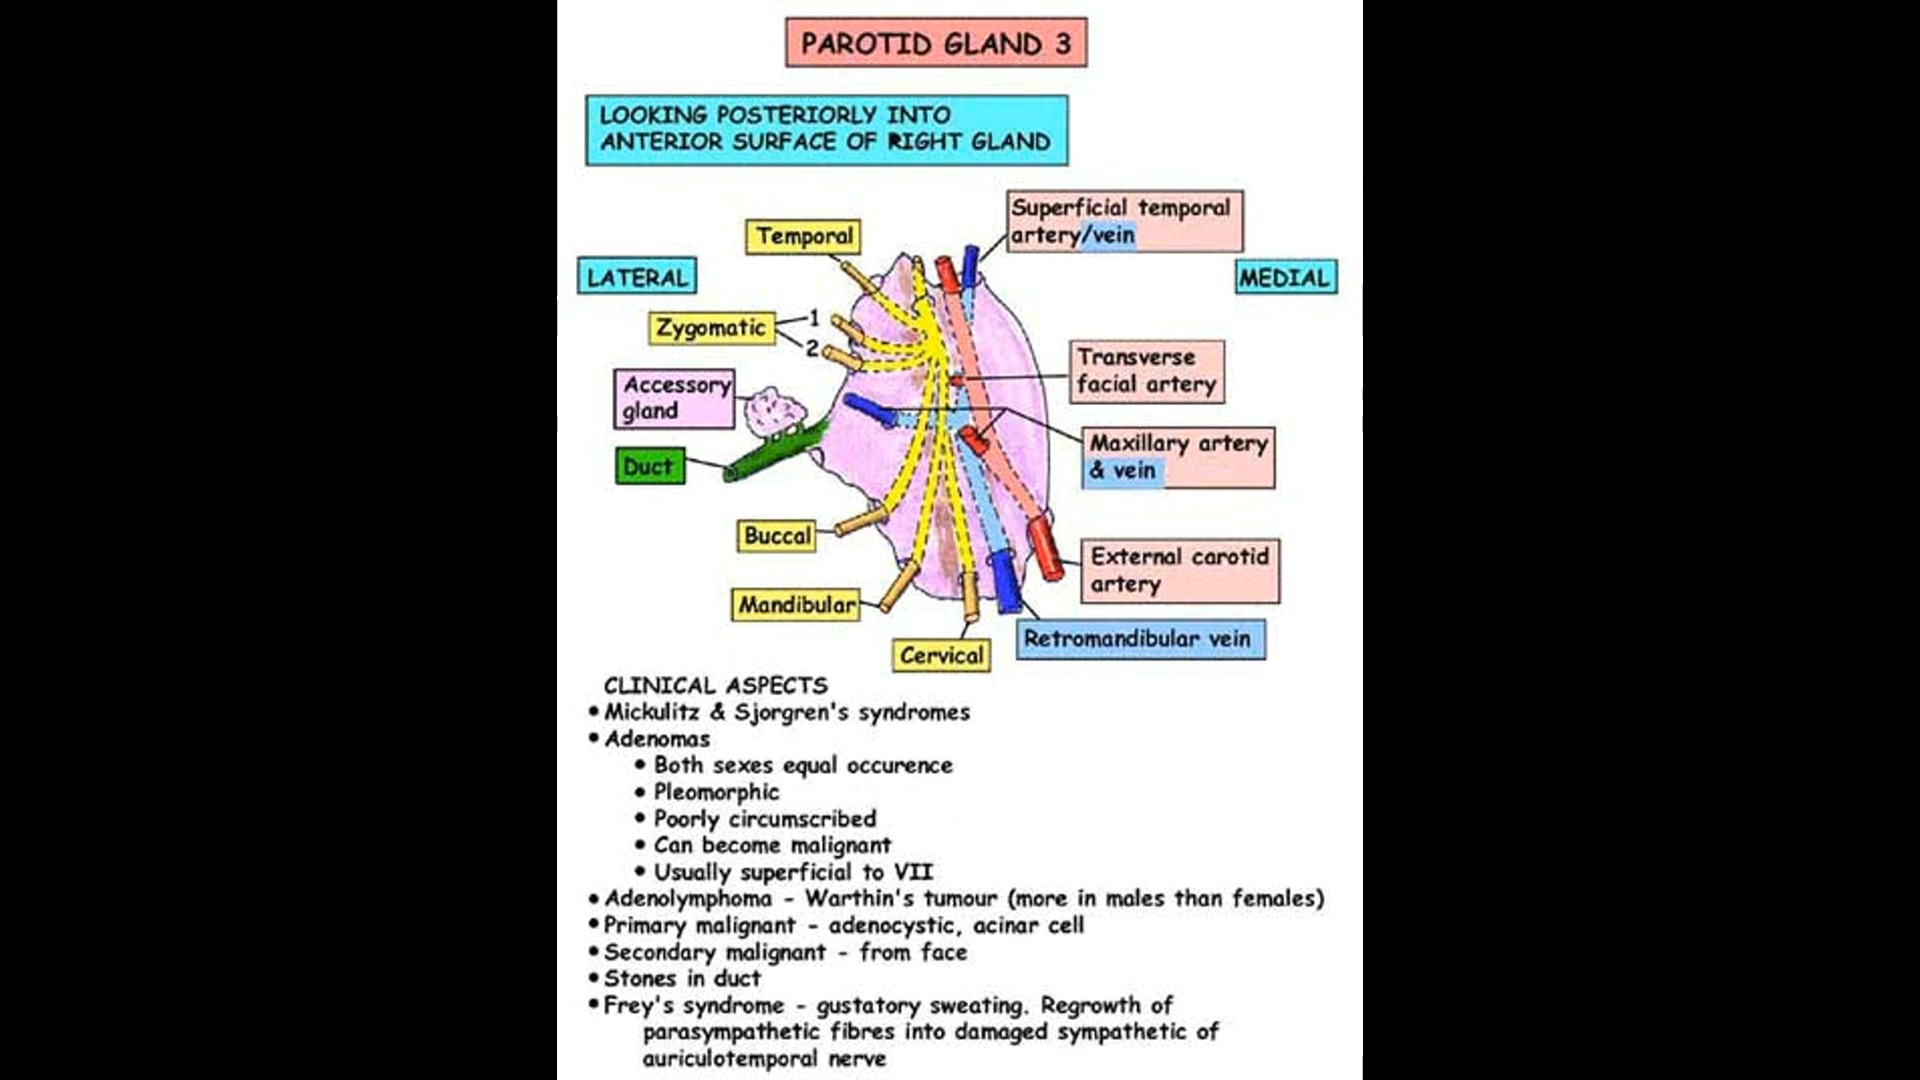 PAROTID GLAND 3
LOOKING POSTERIORLY INTO
ANTERIOR SURFACE OF RIGHT GLAND
Superficial temporal
artery/vein
Temporal
LATERAL
MEDIAL
Zygomatic
1
2
Transverse
facial artery
Accessory
gland
Maxillary artery
& vein
Duct
Buccal
External carotid
artery
Mandibular
Retromandibular vein
Cervical
CLINICAL ASPECTS
• Mickulitz & Sjorgren's syndromes
• Adenomas
• Both sexes equal occurence
• Pleomorphic
• Poorly circumscribed
• Can become malignant
• Usually superficial to VII
• Adenolymphoma - Warthin's tumour (more in males than females)
• Primary malignant - adenocystic, acinar cell
• Secondary malignant - from face
• Stones in duct
• Frey's syndrome - gustatory sweating. Regrowth of
parasympathetic fibres into damaged sympathetic of
auriculotemporal nerve